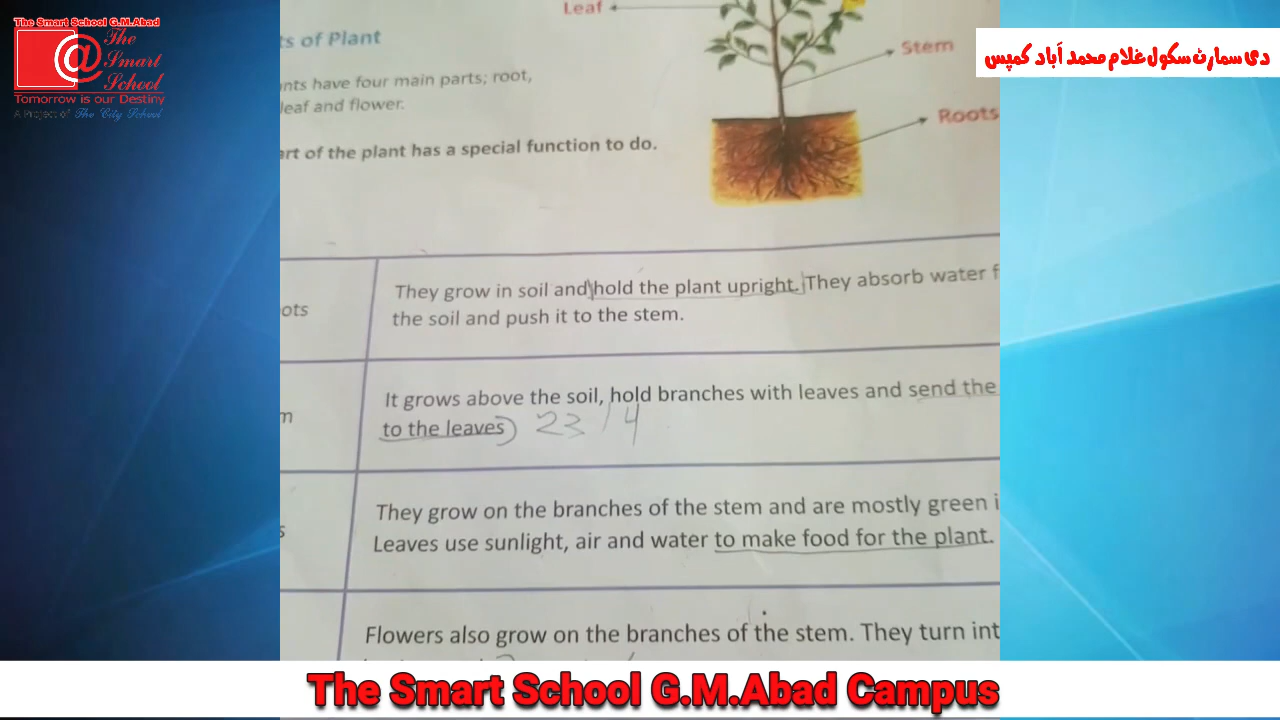 The Smart School G.M.Abad
@The
Smart
School
Tomorrow is our Destiny
A Project of The City School
دی سمارٹ سکول غلام محمد آباد کمپس
Leaf
Stem
Roots
ts of Plant
nts have four main parts; root,
leaf and flower.
art of the plant has a special function to do.
ots
They grow in soil and hold the plant upright. They absorb water f
the soil and push it to the stem.
m
It grows above the soil, hold branches with leaves and send the
to the leaves) 23/4
s
They grow on the branches of the stem and are mostly green i
Leaves use sunlight, air and water to make food for the plant.
Flowers also grow on the branches of the stem. They turn int
The Smart School G.M.Abad Campus